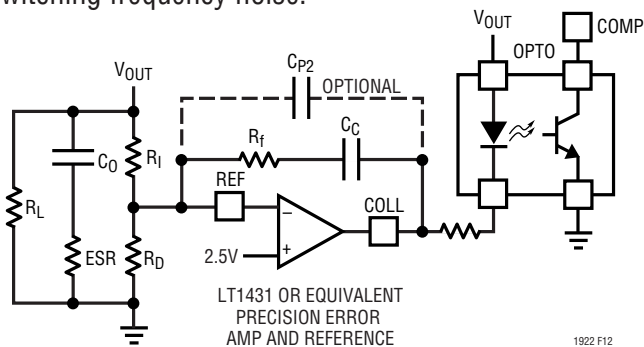 witching frequency noise.
VOUT
COMP
OPTO
VOUT
CP2
OPTIONAL
Rf
CC
CO
RI
REF
COLL
RL
ESR
RD
2.5V
–
+
LT1431 OR EQUIVALENT
PRECISION ERROR
AMP AND REFERENCE
1922 F12